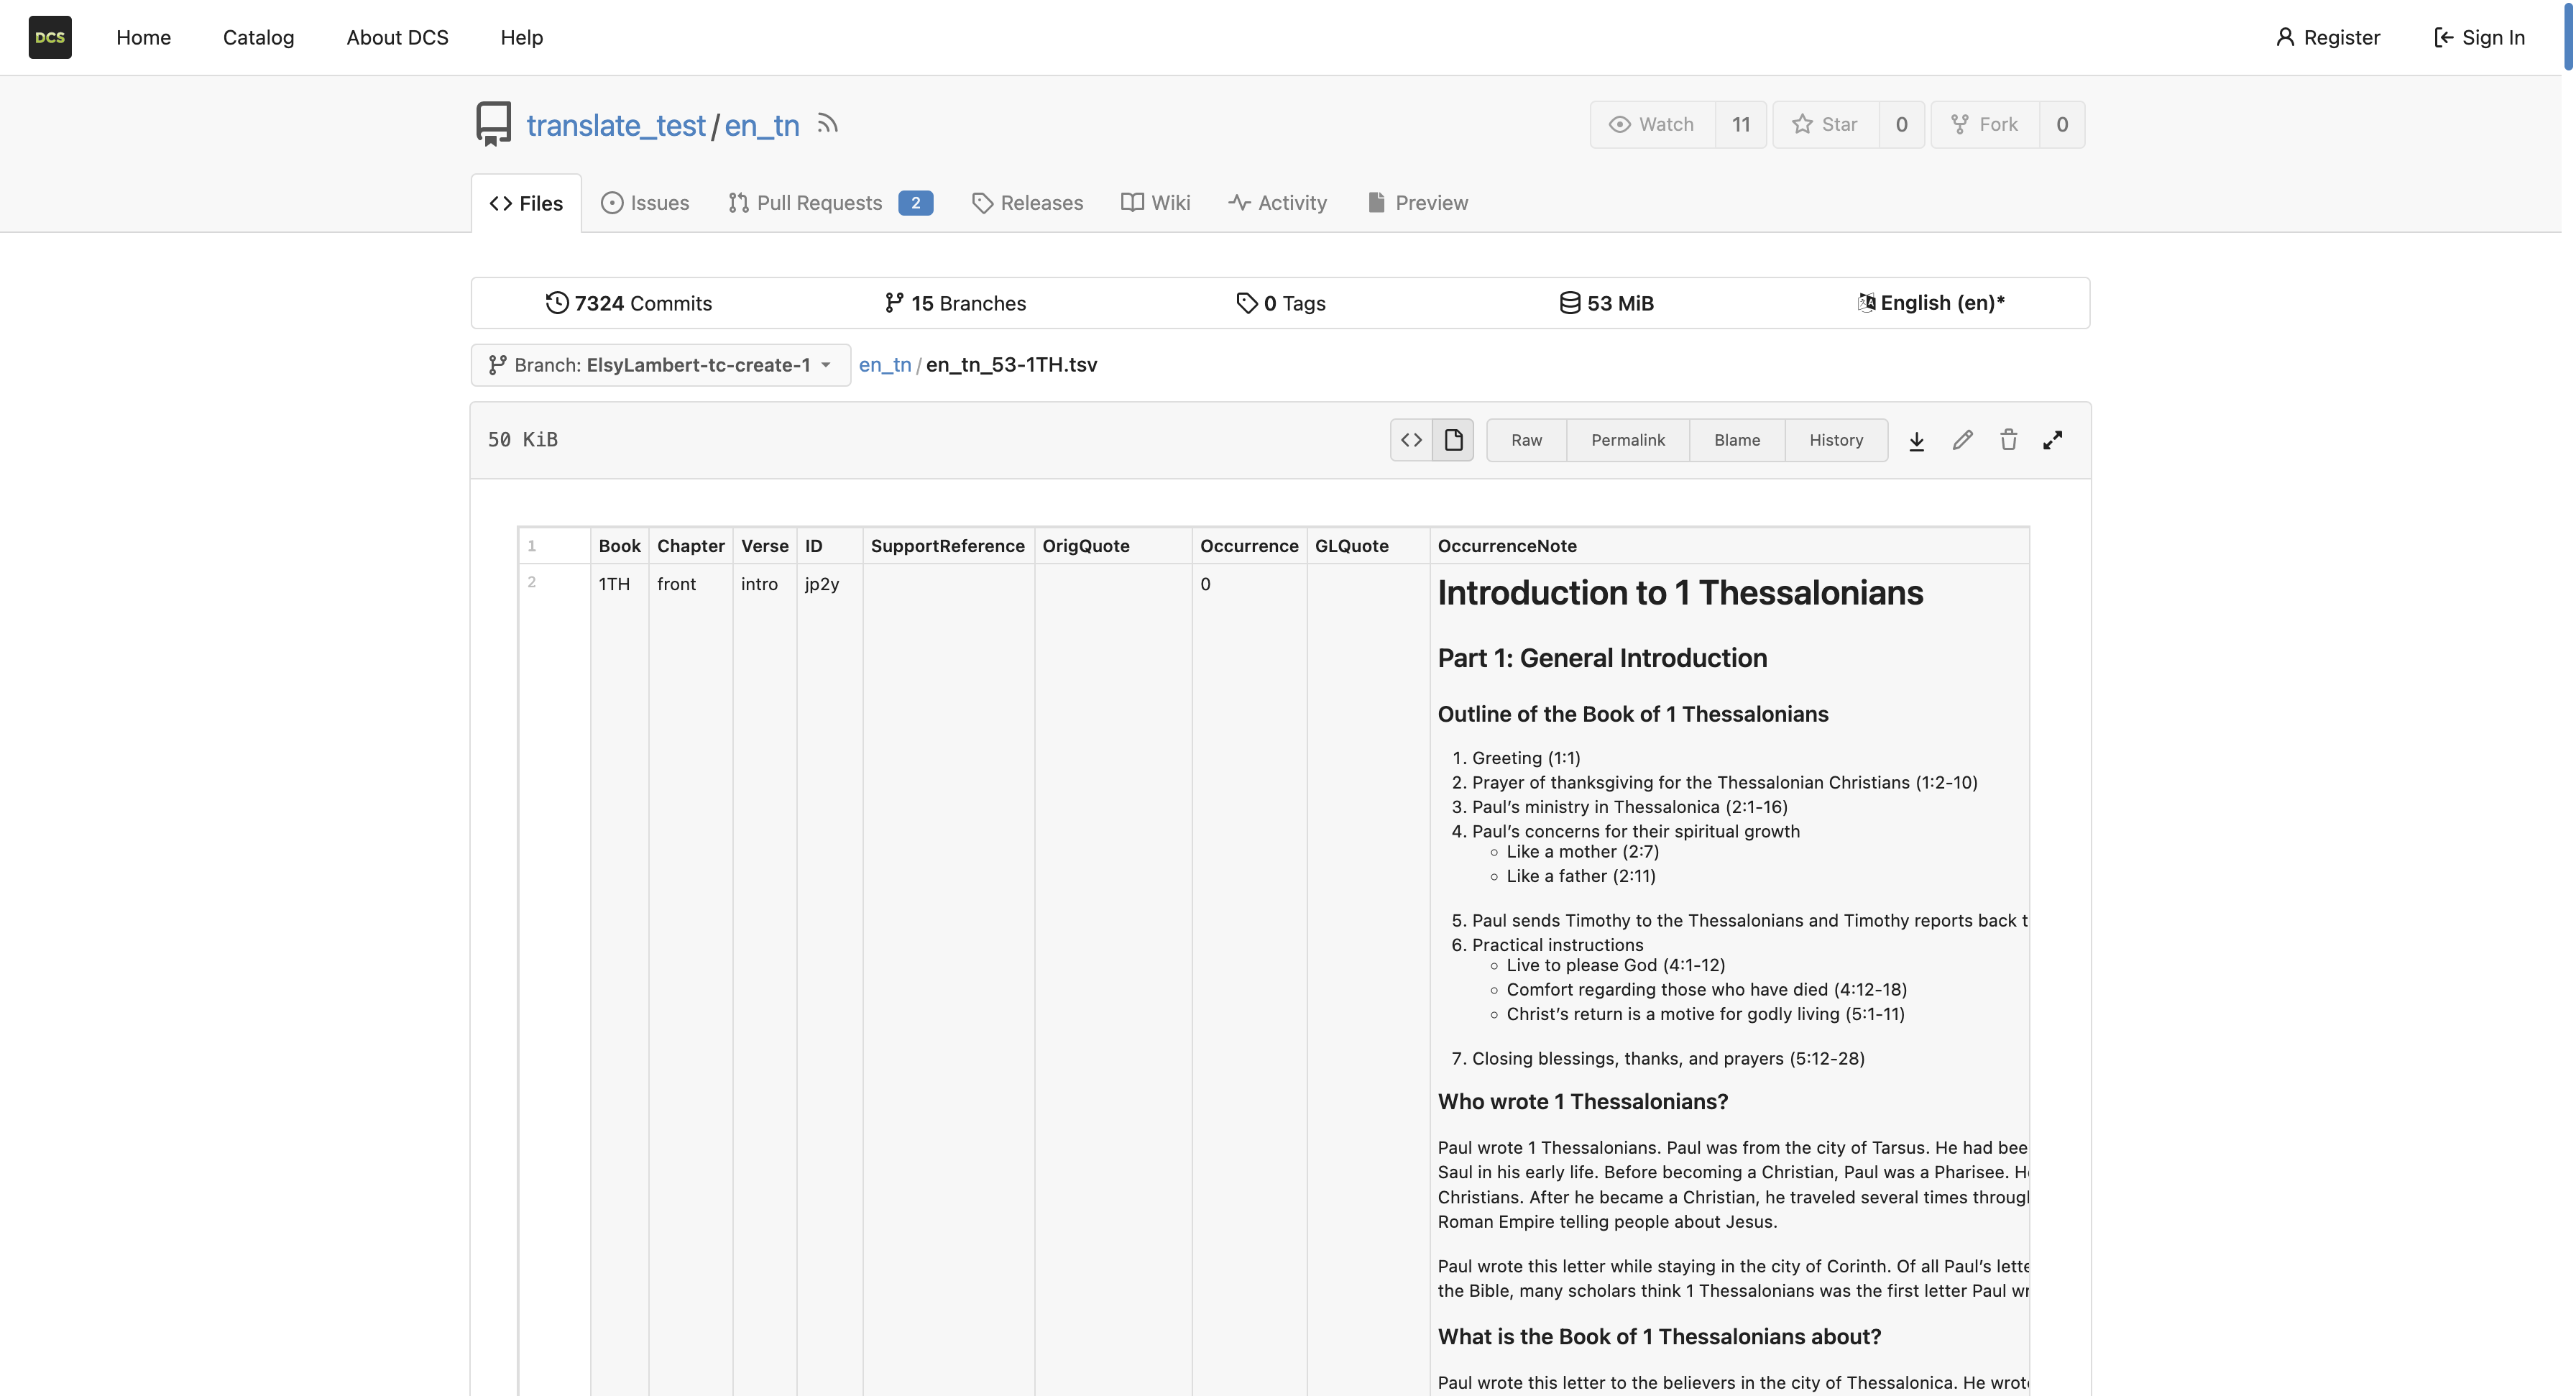 DCS Home Catalog About DCS Help Register Sign In
translate_test / en_tn Watch 11 Star 0 Fork 0
Files Issues Pull Requests 2 Releases Wiki Activity Preview
7324 Commits 15 Branches 0 Tags 53 MiB English (en)*
Branch: ElsyLambert-tc-create-1 en_tn / en_tn_53-1TH.tsv
50 KiB Raw Permalink Blame History
1 Book Chapter Verse ID SupportReference OrigQuote Occurrence GLQuote OccurrenceNote
2 1TH front intro jp2y 0 Introduction to 1 Thessalonians
Part 1: General Introduction
Outline of the Book of 1 Thessalonians
1. Greeting (1:1)
2. Prayer of thanksgiving for the Thessalonian Christians (1:2-10)
3. Paul’s ministry in Thessalonica (2:1-16)
4. Paul’s concerns for their spiritual growth
Like a mother (2:7)
Like a father (2:11)
5. Paul sends Timothy to the Thessalonians and Timothy reports back t
6. Practical instructions
Live to please God (4:1-12)
Comfort regarding those who have died (4:12-18)
Christ’s return is a motive for godly living (5:1-11)
7. Closing blessings, thanks, and prayers (5:12-28)
Who wrote 1 Thessalonians?
Paul wrote 1 Thessalonians. Paul was from the city of Tarsus. He had bee
Saul in his early life. Before becoming a Christian, Paul was a Pharisee. H
Christians. After he became a Christian, he traveled several times throug
Roman Empire telling people about Jesus.
Paul wrote this letter while staying in the city of Corinth. Of all Paul’s lette
the Bible, many scholars think 1 Thessalonians was the first letter Paul wr
What is the Book of 1 Thessalonians about?
Paul wrote this letter to the believers in the city of Thessalonica. He wrot